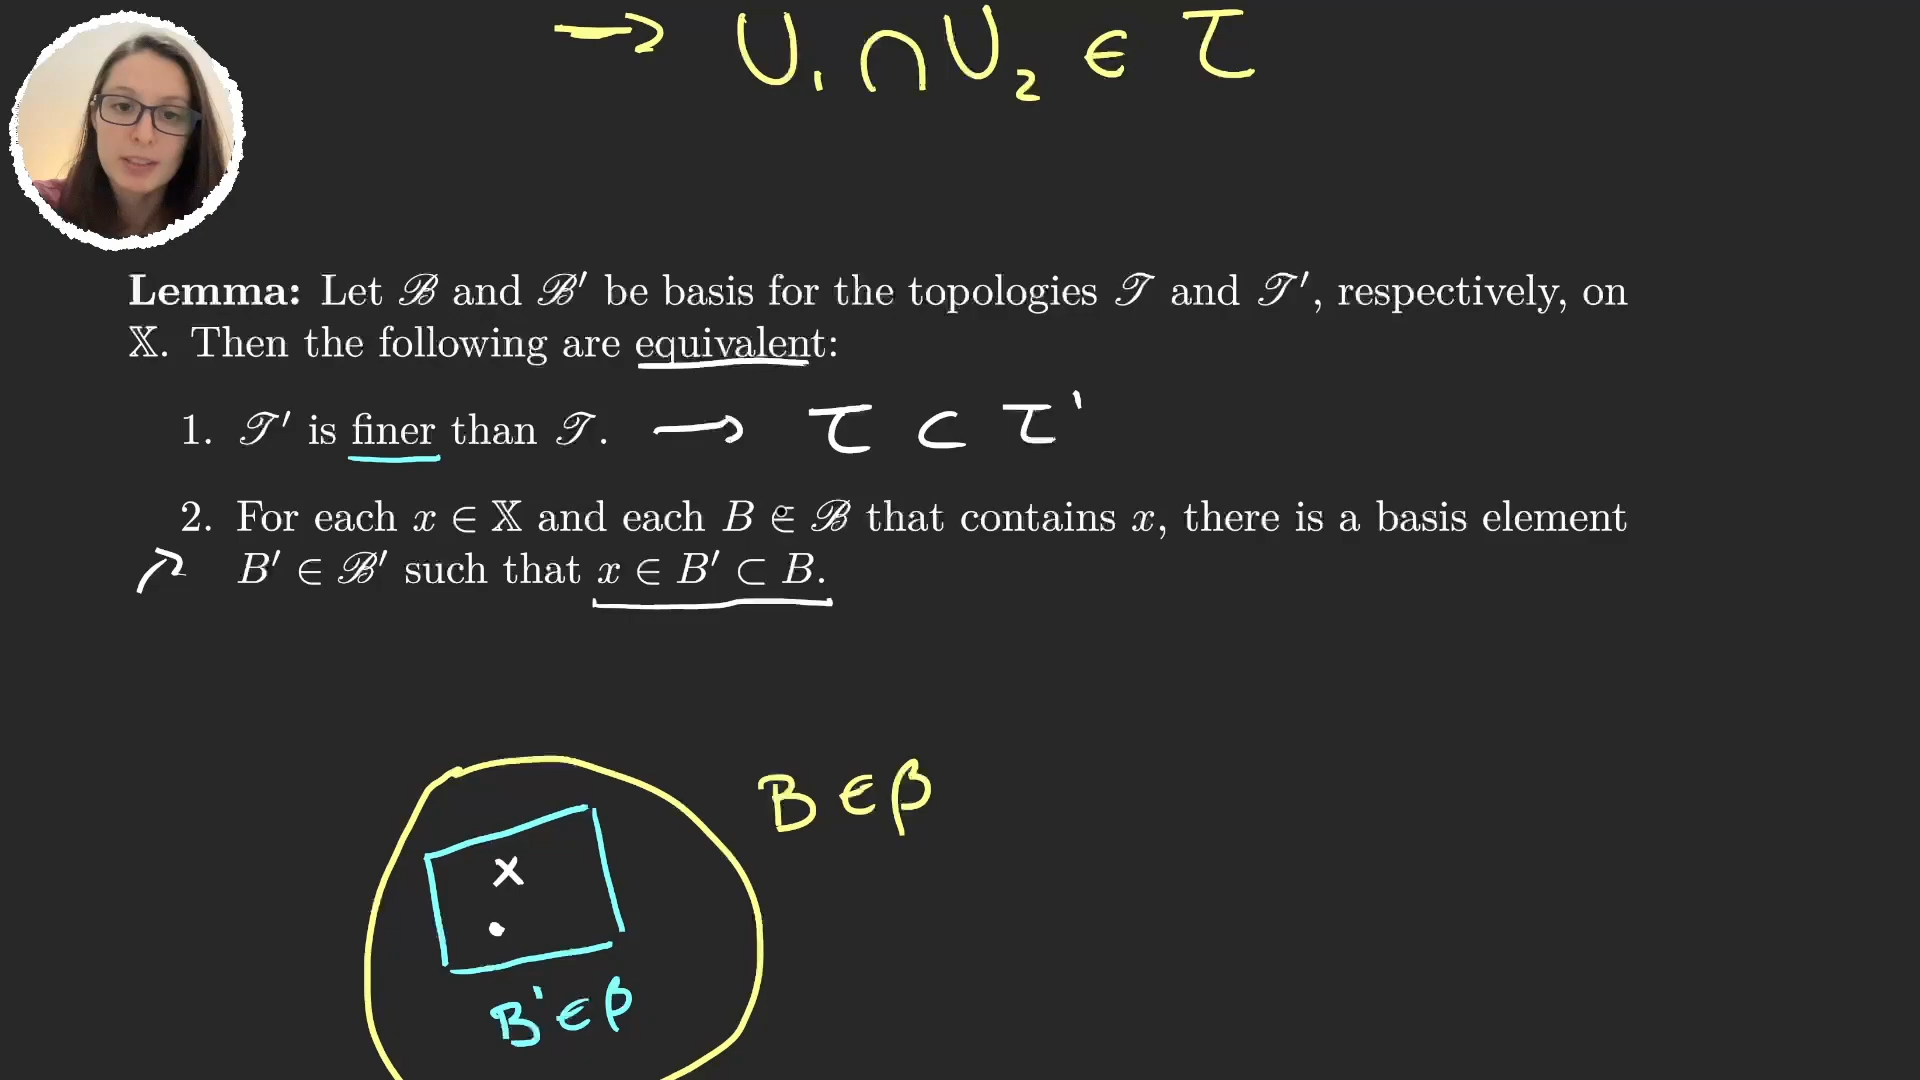 → U₁ ∩ U₂ ∈ τ
Lemma: Let ℬ and ℬ′ be basis for the topologies 𝒯 and 𝒯′, respectively, on
𝕏. Then the following are equivalent:
1. 𝒯′ is finer than 𝒯. → τ ⊂ τ'
2. For each x ∈ 𝕏 and each B ∈ ℬ that contains x, there is a basis element
B′ ∈ ℬ′ such that x ∈ B′ ⊂ B.
B ∈ β
x
B' ∈ β